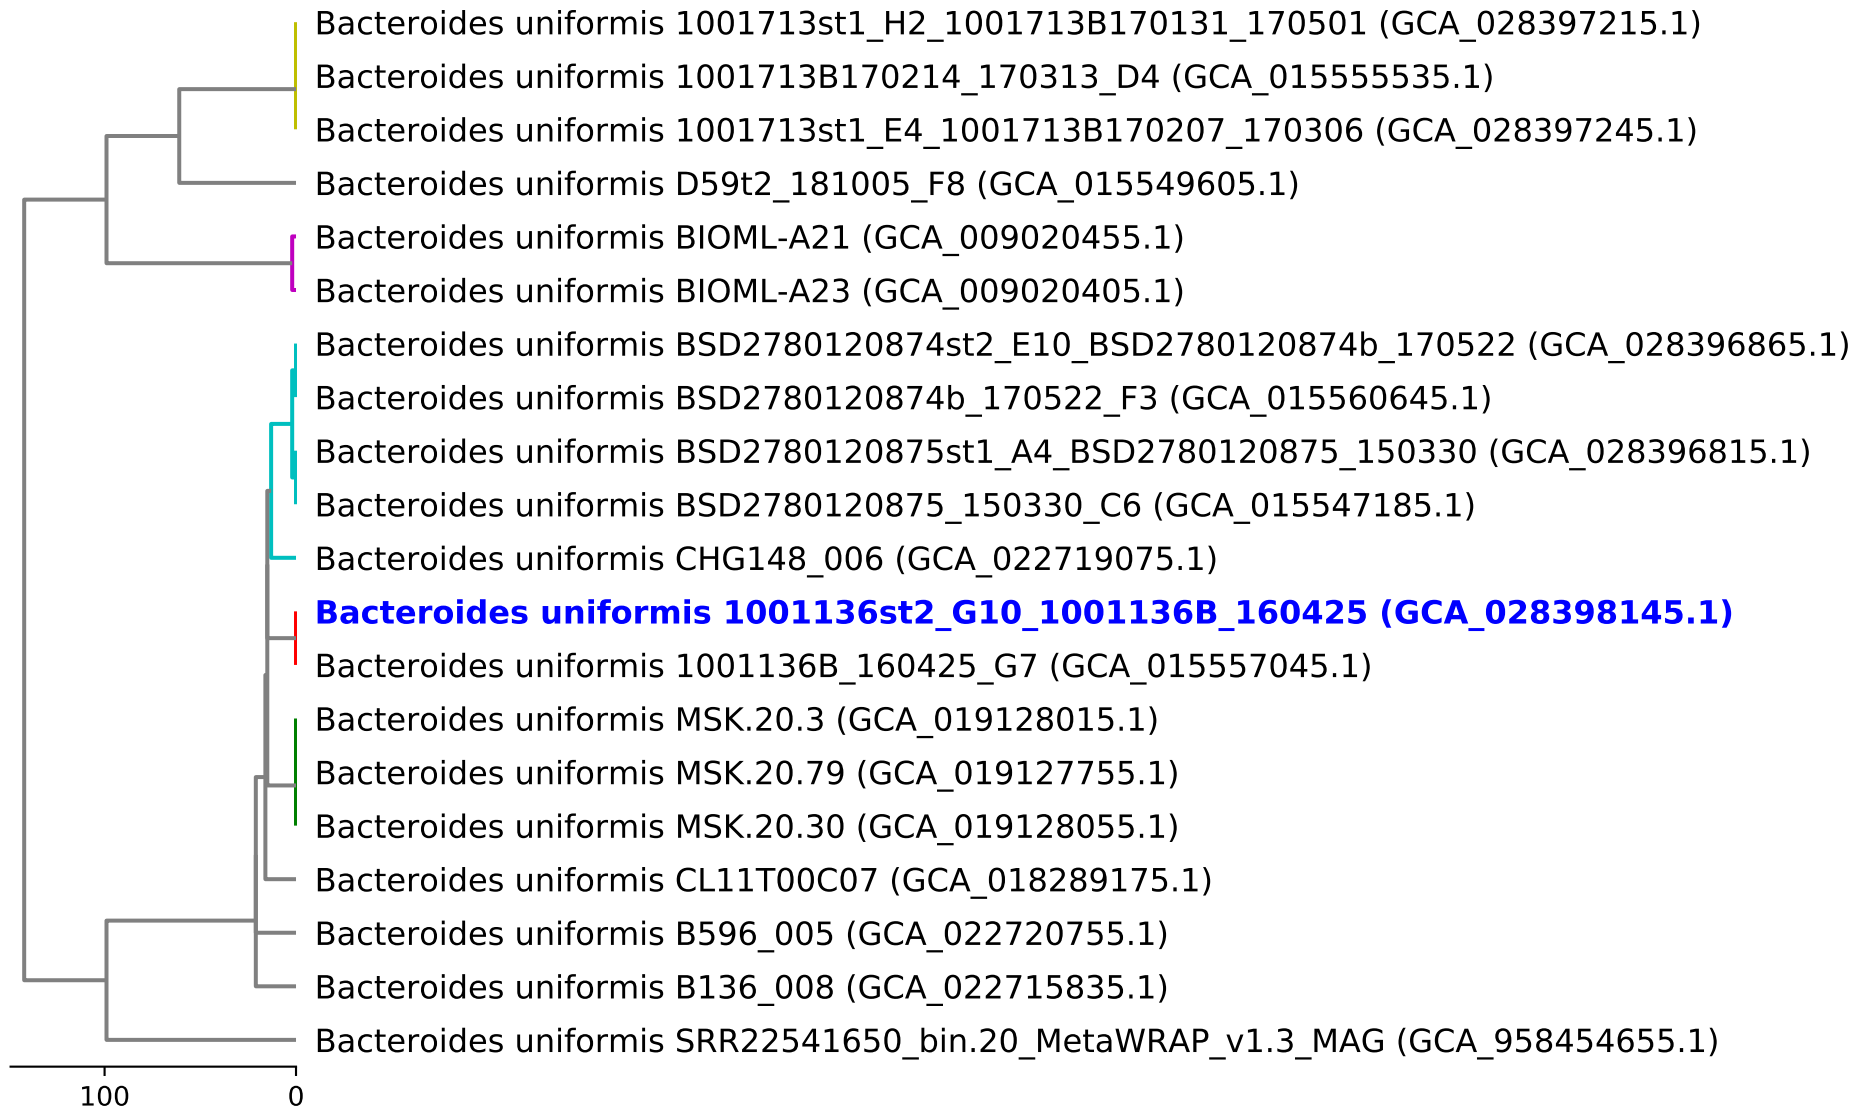 Bacteroides uniformis 1001713st1_H2_1001713B170131_170501 (GCA_028397215.1)
Bacteroides uniformis 1001713B170214_170313_D4 (GCA_015555535.1)
Bacteroides uniformis 1001713st1_E4_1001713B170207_170306 (GCA_028397245.1)
Bacteroides uniformis D59t2_181005_F8 (GCA_015549605.1)
Bacteroides uniformis BIOML-A21 (GCA_009020455.1)
Bacteroides uniformis BIOML-A23 (GCA_009020405.1)
Bacteroides uniformis BSD2780120874st2_E10_BSD2780120874b_170522 (GCA_028396865.1)
Bacteroides uniformis BSD2780120874b_170522_F3 (GCA_015560645.1)
Bacteroides uniformis BSD2780120875st1_A4_BSD2780120875_150330 (GCA_028396815.1)
Bacteroides uniformis BSD2780120875_150330_C6 (GCA_015547185.1)
Bacteroides uniformis CHG148_006 (GCA_022719075.1)
Bacteroides uniformis 1001136st2_G10_1001136B_160425 (GCA_028398145.1)
Bacteroides uniformis 1001136B_160425_G7 (GCA_015557045.1)
Bacteroides uniformis MSK.20.3 (GCA_019128015.1)
Bacteroides uniformis MSK.20.79 (GCA_019127755.1)
Bacteroides uniformis MSK.20.30 (GCA_019128055.1)
Bacteroides uniformis CL11T00C07 (GCA_018289175.1)
Bacteroides uniformis B596_005 (GCA_022720755.1)
Bacteroides uniformis B136_008 (GCA_022715835.1)
Bacteroides uniformis SRR22541650_bin.20_MetaWRAP_v1.3_MAG (GCA_958454655.1)
100 0